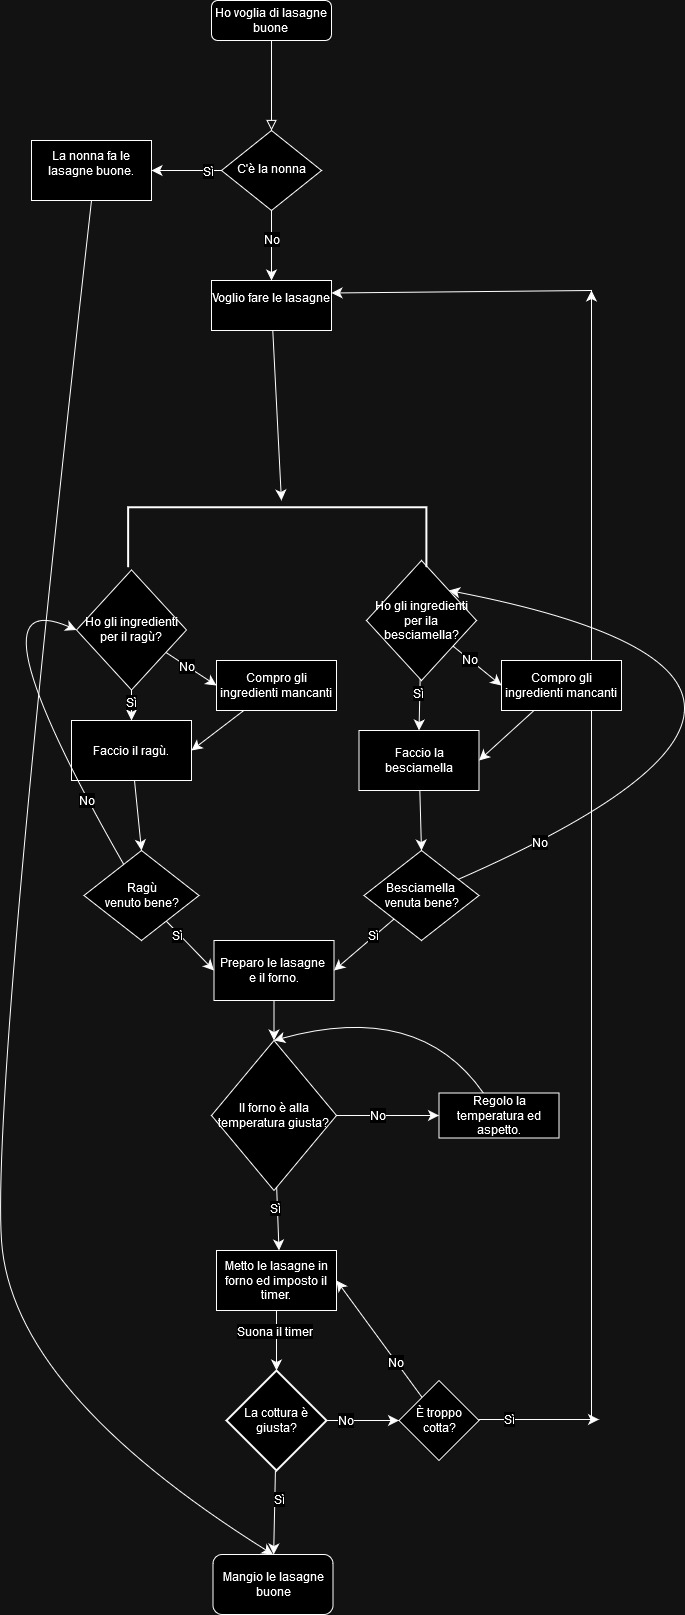 Ho voglia di lasagne
buone
C'è la nonna
Sì
La nonna fa le
lasagne buone.
No
Voglio fare le lasagne
Ho gli ingredienti
per il ragù?
No
Compro gli
ingredienti mancanti
Sì
Faccio il ragù.
No
Ragù
venuto bene?
Sì
Ho gli ingredienti
per ila
besciamella?
No
Compro gli
ingredienti mancanti
Sì
Faccio la
besciamella
No
Besciamella
venuta bene?
Sì
Preparo le lasagne
e il forno.
Il forno è alla
temperatura giusta?
No
Regolo la
temperatura ed
aspetto.
Sì
Metto le lasagne in
forno ed imposto il
timer.
Suona il timer
No
La cottura è
giusta?
No
È troppo
cotta?
Sì
Sì
Mangio le lasagne
buone